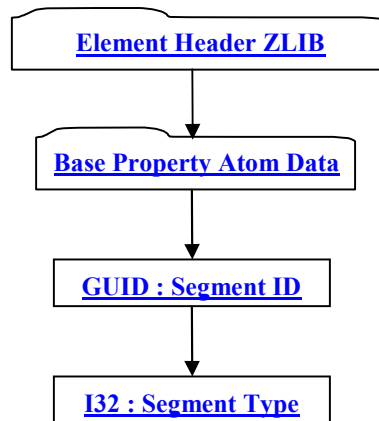 Element Header ZLIB
Base Property Atom Data
GUID : Segment ID
I32 : Segment Type